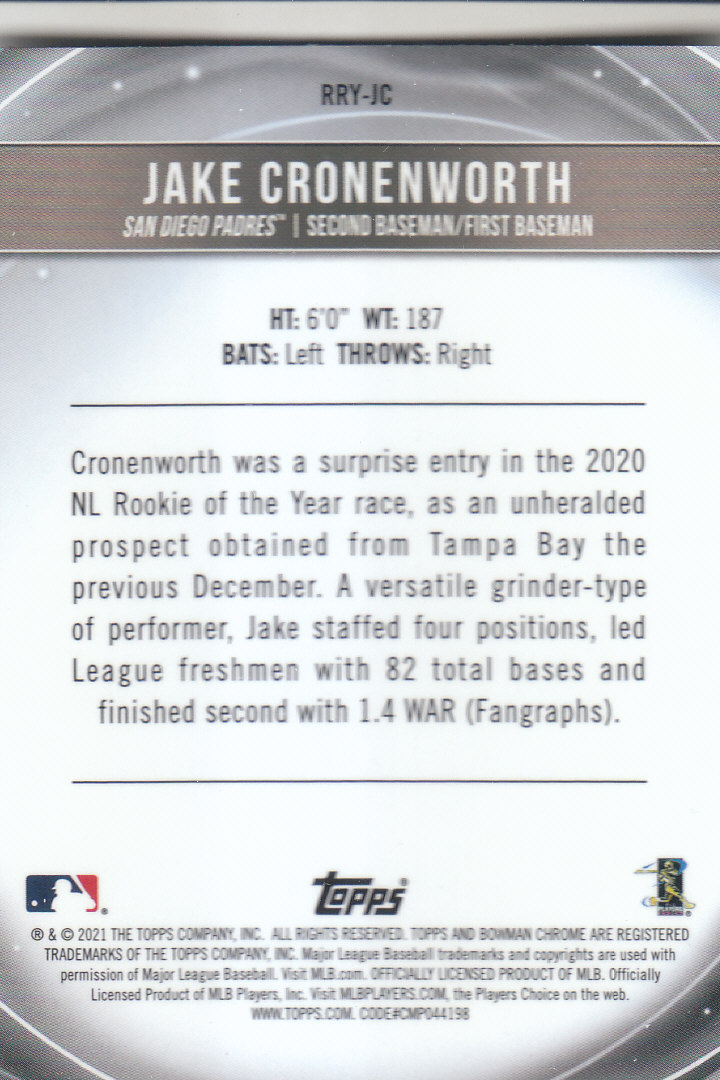 RRY-JC
JAKE CRONENWORTH
SAN DIEGO PADRES™ | SECOND BASEMAN/FIRST BASEMAN
HT: 6'0" WT: 187
BATS: Left THROWS: Right
Cronenworth was a surprise entry in the 2020
NL Rookie of the Year race, as an unheralded
prospect obtained from Tampa Bay the
previous December. A versatile grinder-type
of performer, Jake staffed four positions, led
League freshmen with 82 total bases and
finished second with 1.4 WAR (Fangraphs).
topps®
® & © 2021 THE TOPPS COMPANY, INC. ALL RIGHTS RESERVED. TOPPS AND BOWMAN CHROME ARE REGISTERED
TRADEMARKS OF THE TOPPS COMPANY, INC. Major League Baseball trademarks and copyrights are used with
permission of Major League Baseball. Visit MLB.com. OFFICIALLY LICENSED PRODUCT OF MLB. Officially
Licensed Product of MLB Players, Inc. Visit MLBPLAYERS.COM, the Players Choice on the web.
WWW.TOPPS.COM. CODE#CMP044198